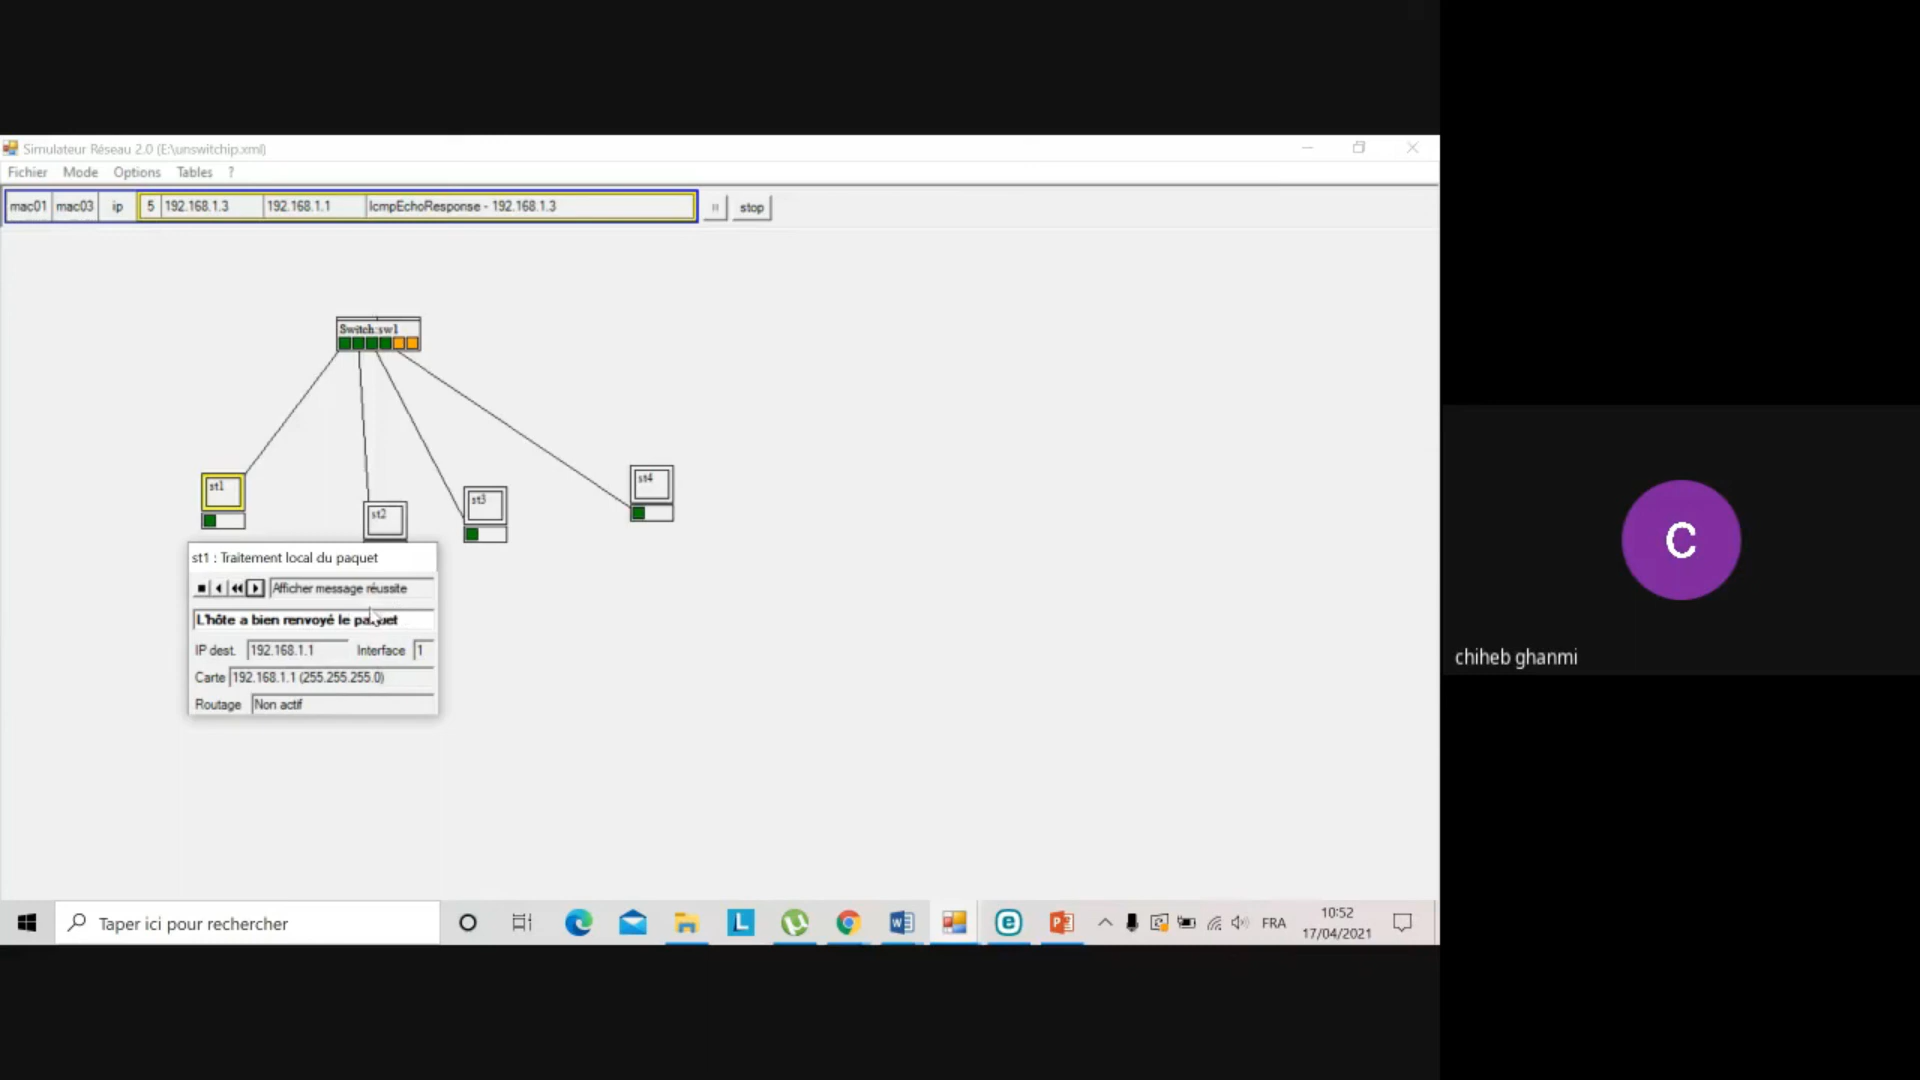 Simulateur Réseau 2.0 (E:\unswitchip.xml)
Fichier Mode Options Tables ?
mac01 mac03 ip 5 192.168.1.3 192.168.1.1 IcmpEchoResponse - 192.168.1.3 stop
Switch:sw1
st1
st2
st3
st4
st1 : Traitement local du paquet
Afficher message réussite
L'hôte a bien renvoyé le paquet
IP dest. 192.168.1.1 Interface 1
Carte 192.168.1.1 (255.255.255.0)
Routage Non actif
C
chiheb ghanmi
Taper ici pour rechercher
FRA
10:52
17/04/2021